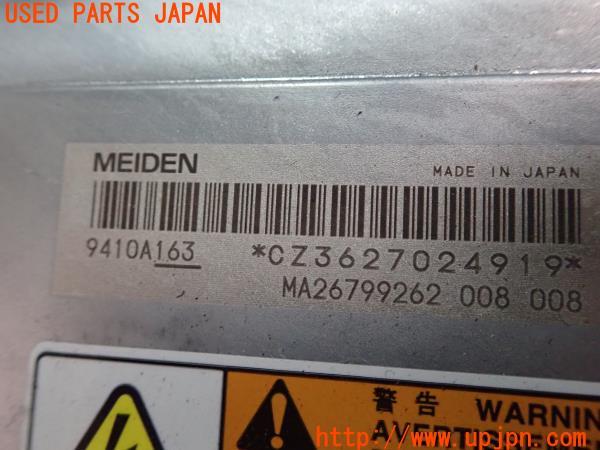 USED PARTS JAPAN
MEIDEN
MADE IN JAPAN
9410A163
*CZ3627024919*
MA26799262 008 008
警告 WARNIN
http://www.upjpn.com